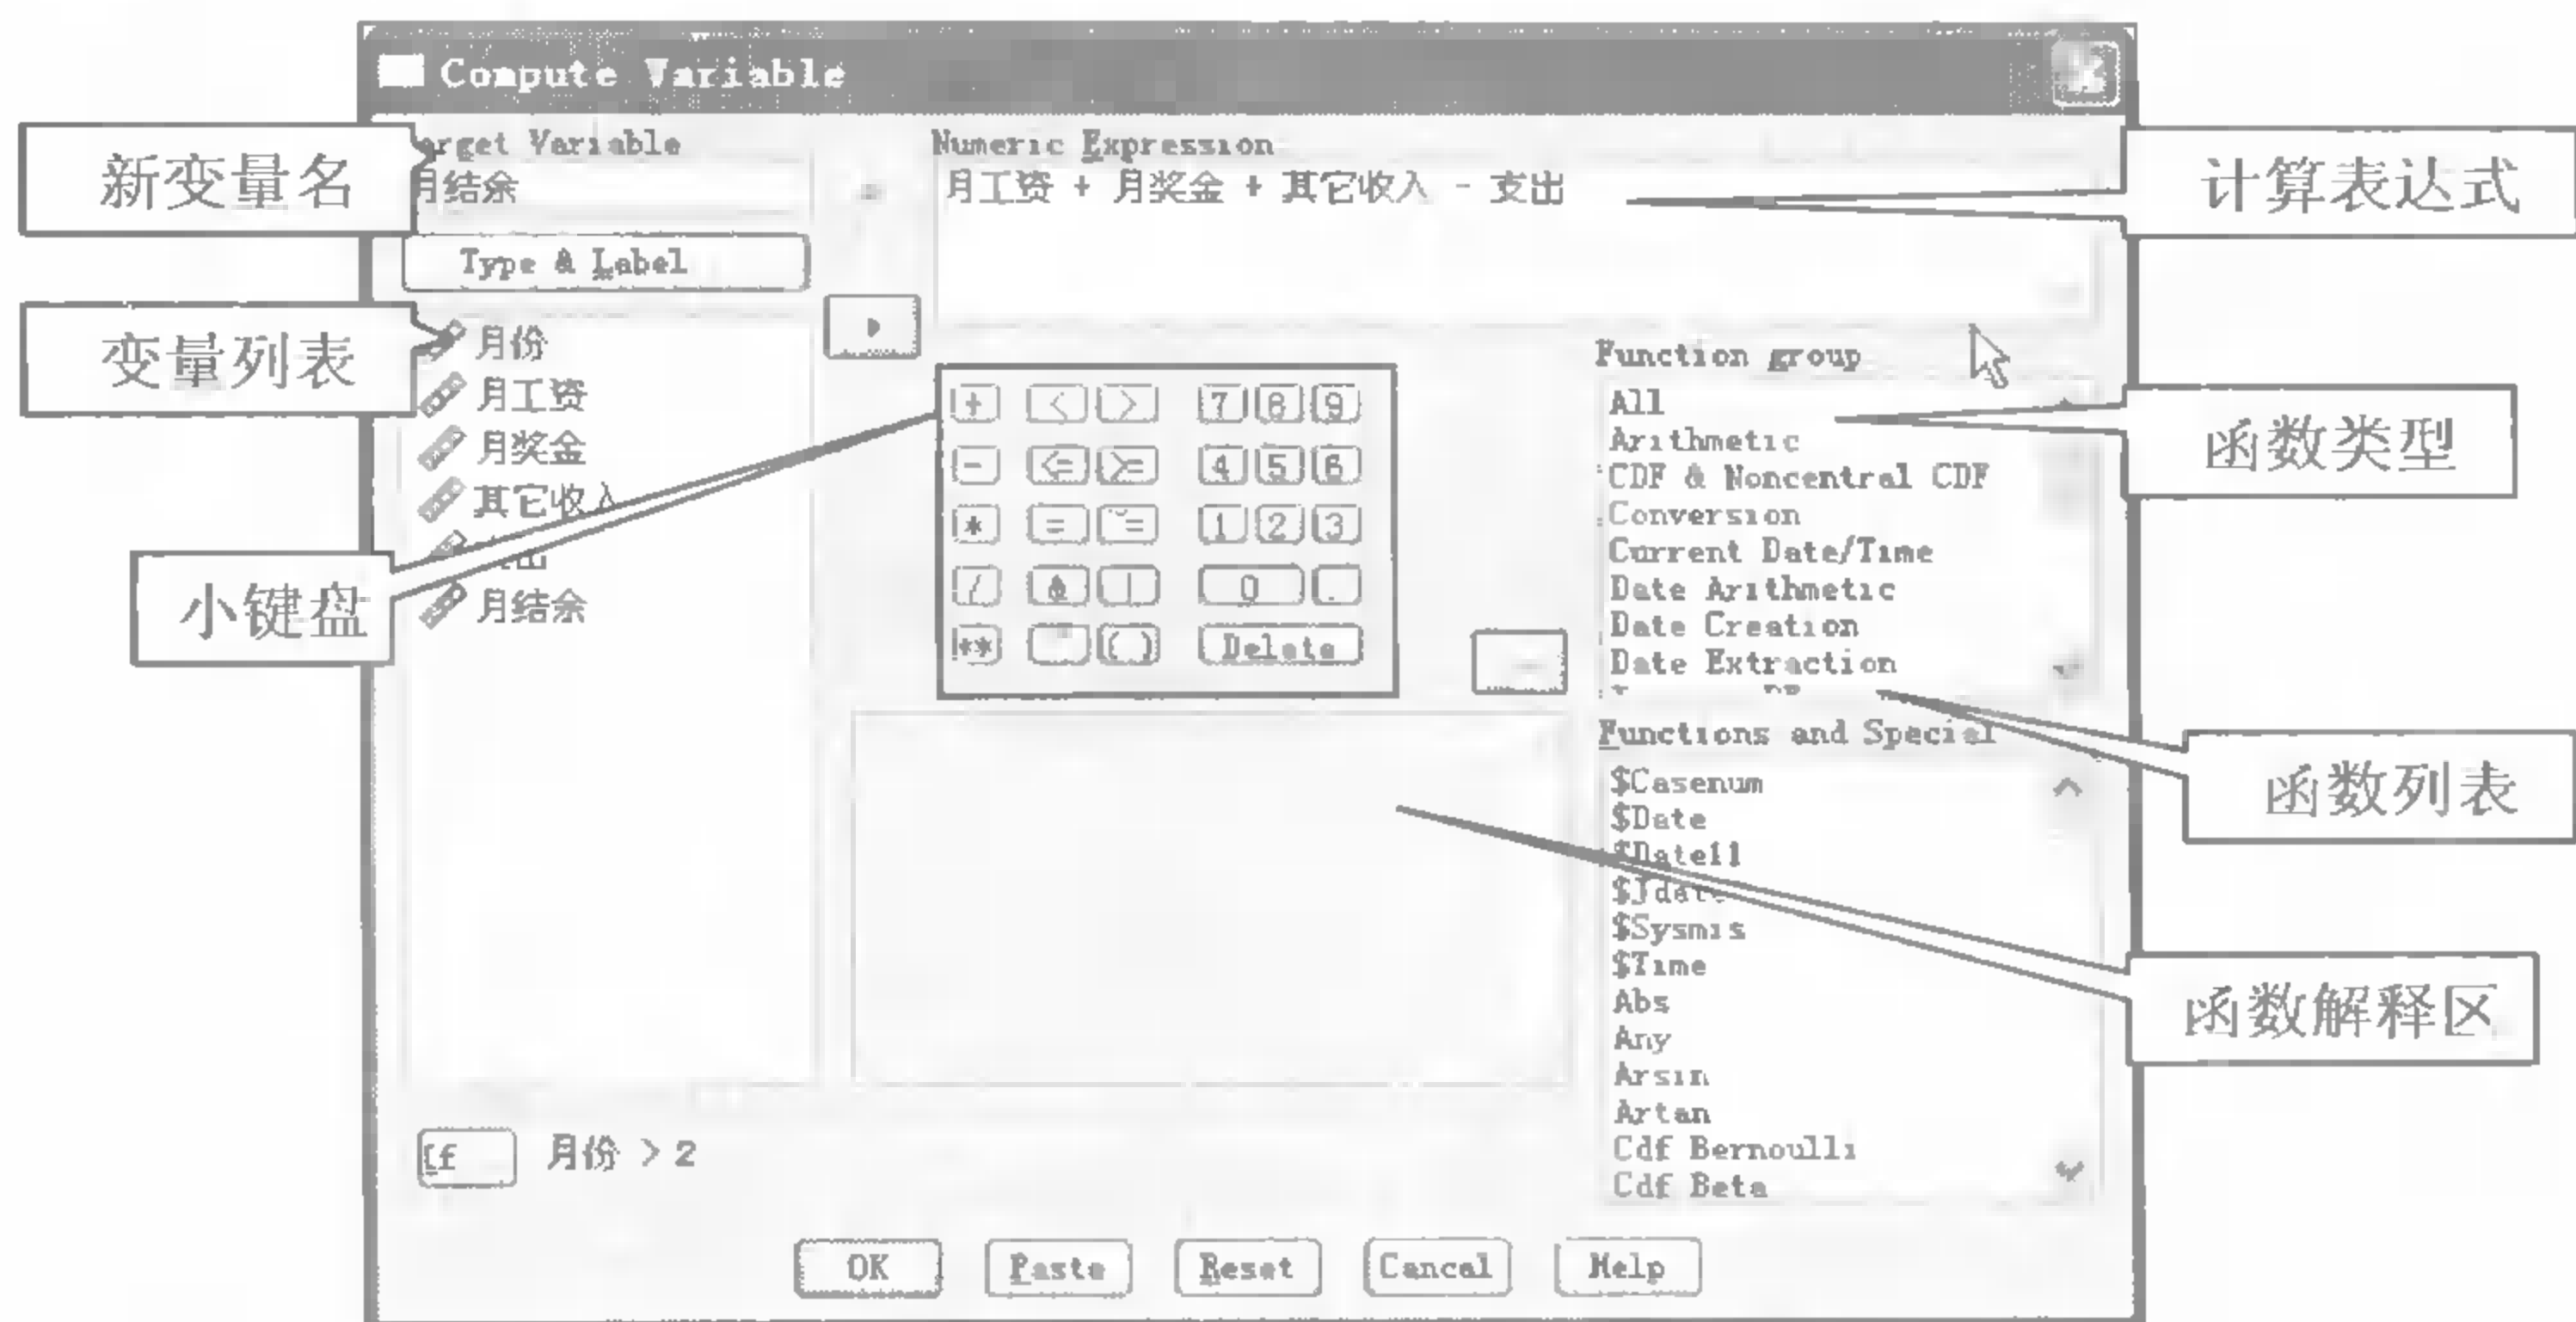 Compute Variable
新变量名
arget Variable
月结余
Type & Label
Numeric Expression
月工资 + 月奖金 + 其它收入 - 支出
计算表达式
变量列表
月份
月工资
月奖金
其它收入
月结余
小键盘
+ < > 7 8 9
- <= >= 4 5 6
* = ~= 1 2 3
/ & | 0 .
** ~ () Delete
Function group
All
Arithmetic
CDF & Noncentral CDF
Conversion
Current Date/Time
Date Arithmetic
Date Creation
Date Extraction
函数类型
Functions and Special
$Casenum
$Date
$Date11
$Jdate
$Sysmis
$Time
Abs
Any
Arsin
Artan
Cdf Bernoulli
Cdf Beta
函数列表
函数解释区
If 月份 > 2
OK Paste Reset Cancel Help